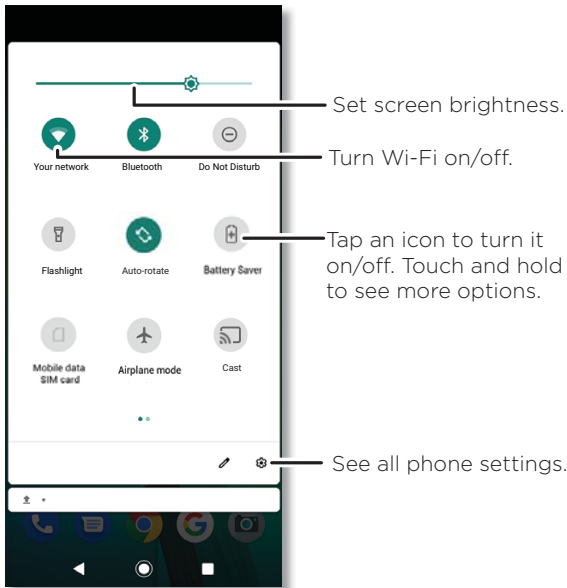 Set screen brightness.
Your network Bluetooth Do Not Disturb
Turn Wi-Fi on/off.
Flashlight Auto-rotate Battery Saver
Tap an icon to turn it
on/off. Touch and hold
to see more options.
Mobile data
SIM card
Airplane mode
Cast
See all phone settings.